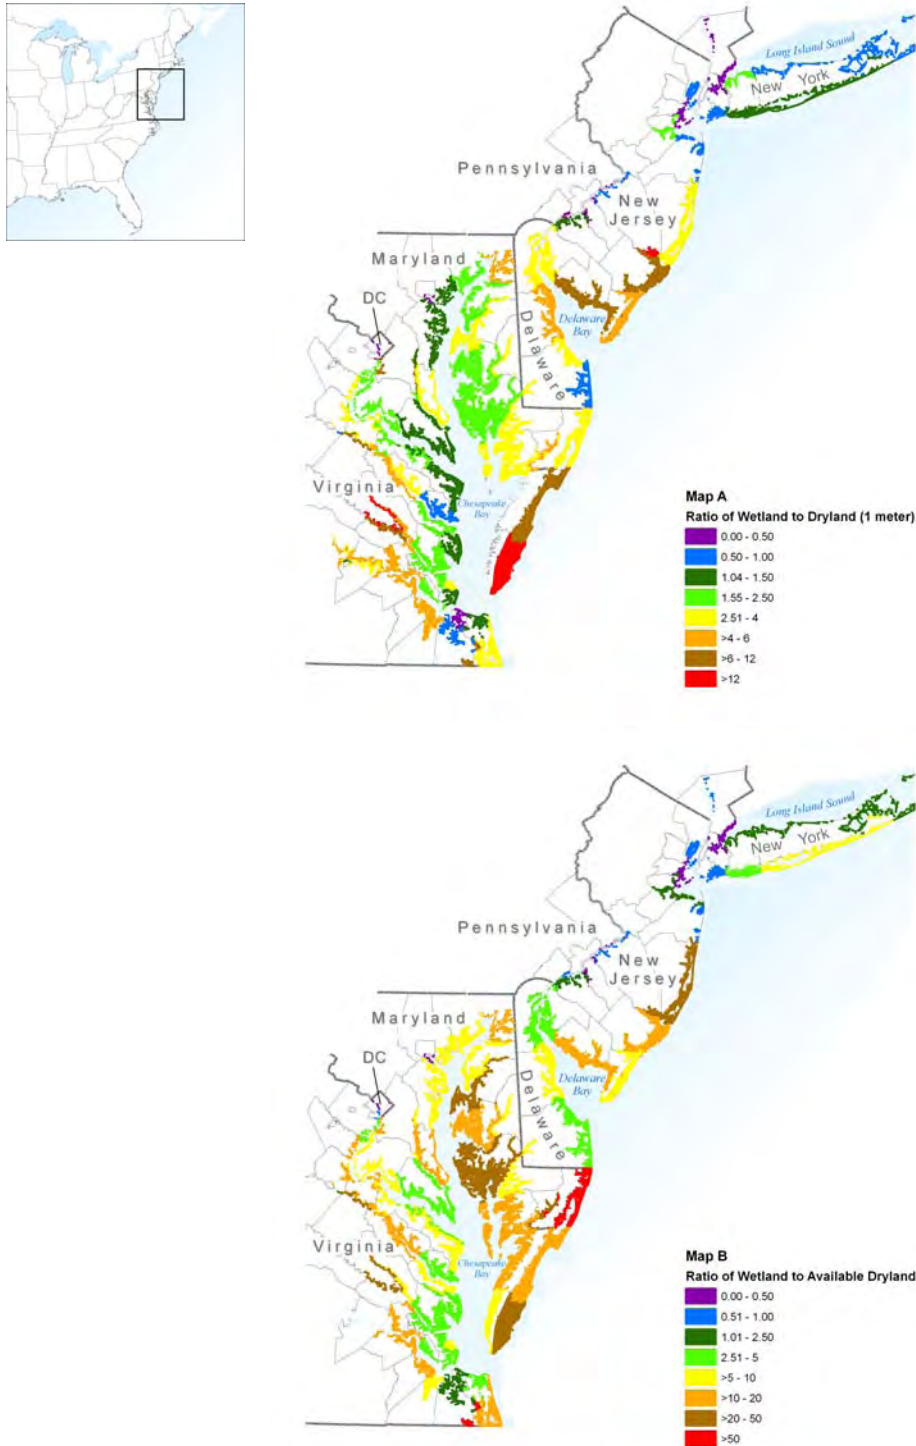 Long Island Sound
New York
Pennsylvania
New
Jersey
Maryland
DC
Delaware
Delaware
Bay
Virginia
Chesapeake
Bay
Map A
Ratio of Wetland to Dryland (1 meter)
0.00 - 0.50
0.50 - 1.00
1.04 - 1.50
1.55 - 2.50
2.51 - 4
>4 - 6
>6 - 12
>12
Long Island Sound
New York
Pennsylvania
New
Jersey
Maryland
DC
Delaware
Delaware
Bay
Virginia
Chesapeake
Bay
Map B
Ratio of Wetland to Available Dryland
0.00 - 0.50
0.51 - 1.00
1.01 - 2.50
2.51 - 5
>5 - 10
>10 - 20
>20 - 50
>50